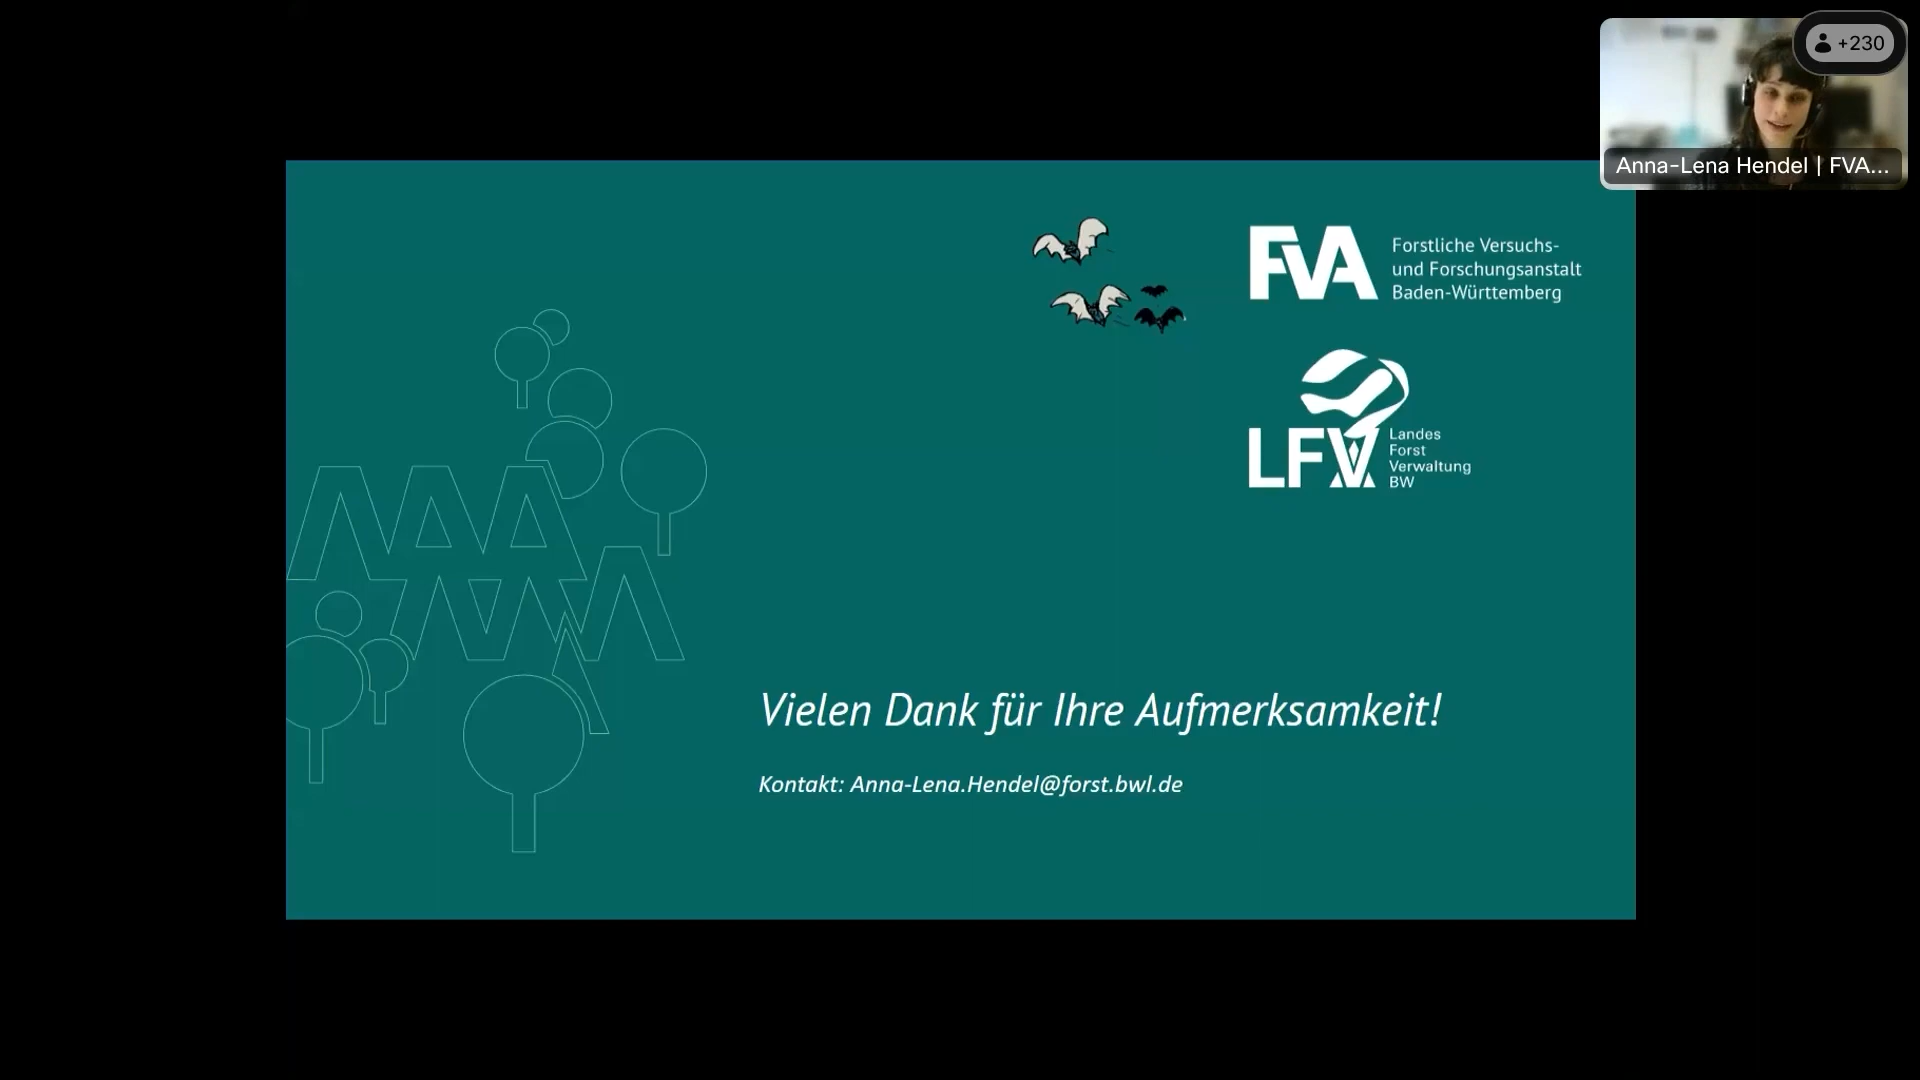 +230
Anna-Lena Hendel | FVA...
FVA
Forstliche Versuchs-
und Forschungsanstalt
Baden-Württemberg
LFV
Landes
Forst
Verwaltung
BW
Vielen Dank für Ihre Aufmerksamkeit!
Kontakt: Anna-Lena.Hendel@forst.bwl.de